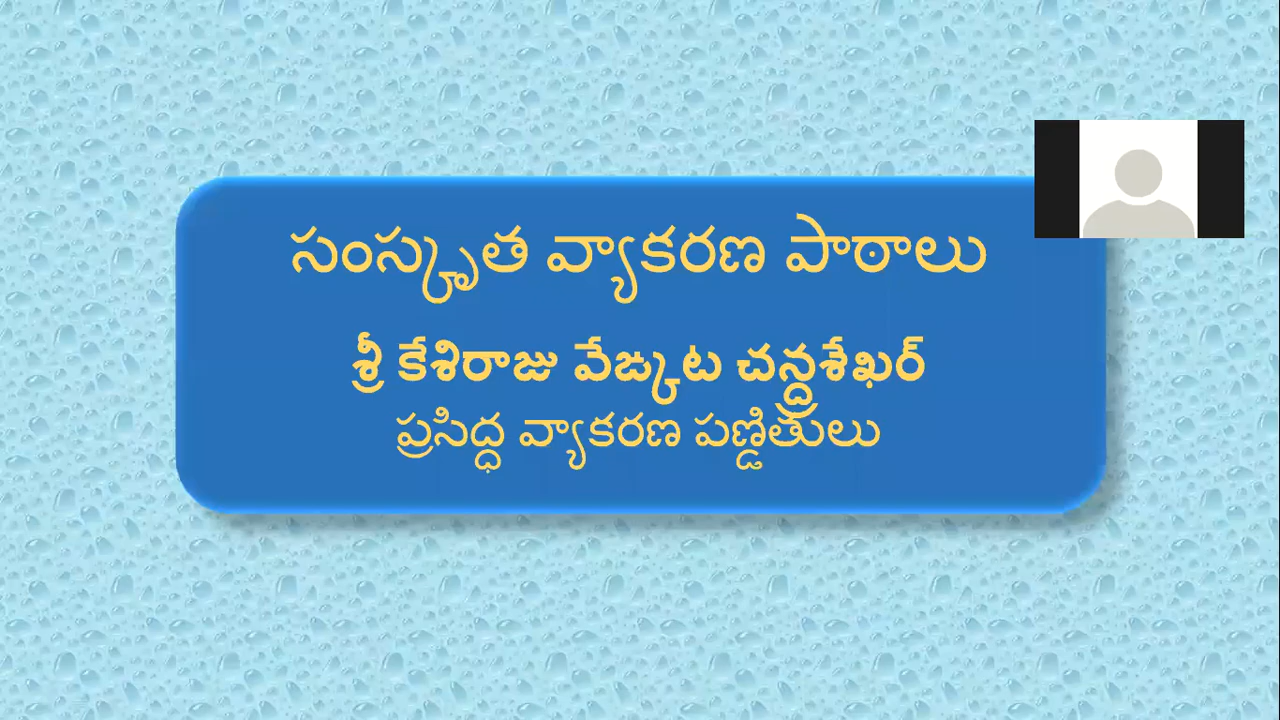 సంస్కృత వ్యాకరణ పాఠాలు
శ్రీ కేశిరాజు వేఙ్కట చన్ద్రశేఖర్
ప్రసిద్ధ వ్యాకరణ పణ్డితులు